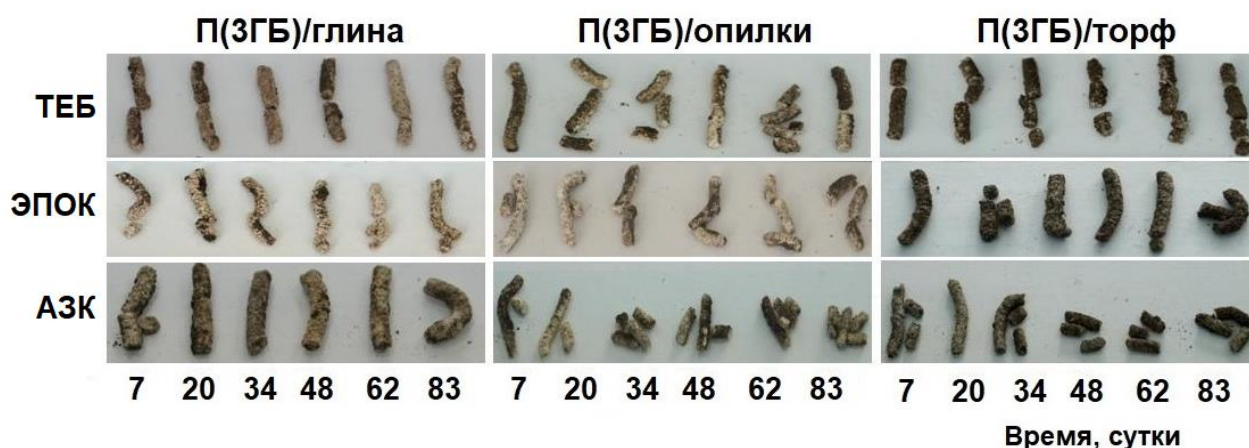 П(3ГБ)/глина П(3ГБ)/опилки П(3ГБ)/торф
ТЕБ
ЭПОК
АЗК
7 20 34 48 62 83 7 20 34 48 62 83 7 20 34 48 62 83
Время, сутки